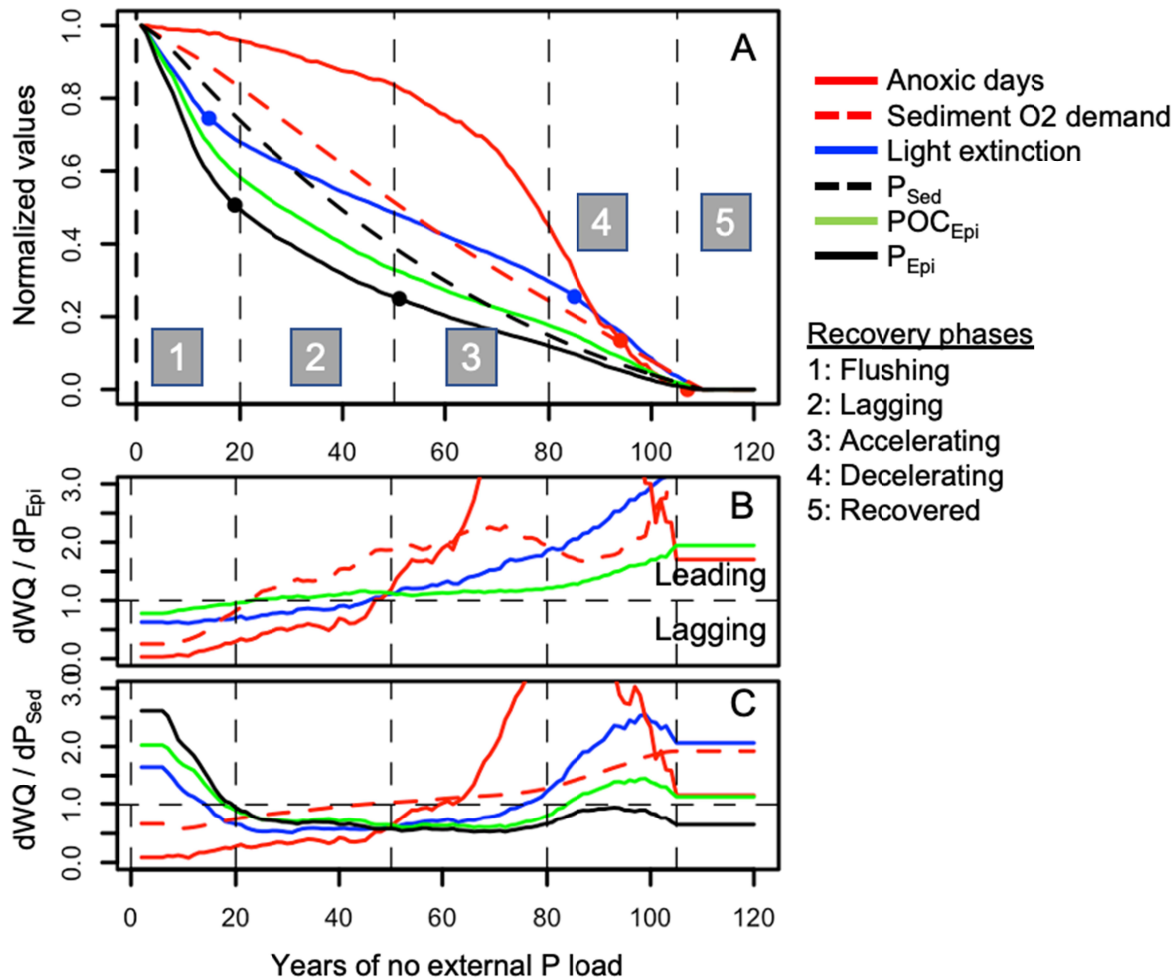 A
Normalized values
1.0
0.8
0.6
0.4
0.2
0.0
1
2
3
4
5
0
20
40
60
80
100
120
Anoxic days
Sediment O2 demand
Light extinction
PSed
POCEpi
PEpi
Recovery phases
1: Flushing
2: Lagging
3: Accelerating
4: Decelerating
5: Recovered
B
dWQ / dPEpi
3.0
2.0
1.0
0.0
Leading
Lagging
C
dWQ / dPSed
3.0
2.0
1.0
0.0
0
20
40
60
80
100
120
Years of no external P load